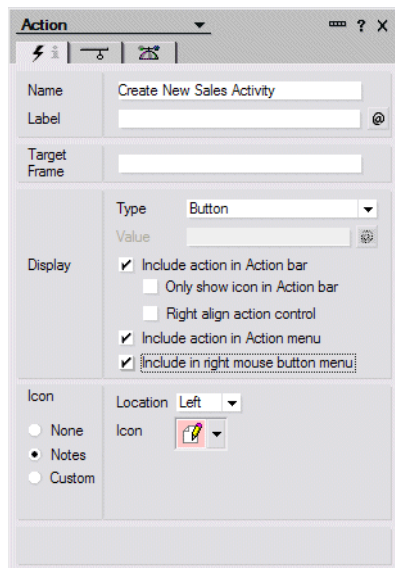 Action ? X
i
Name Create New Sales Activity
Label @
Target
Frame
Type Button
Value
Display Include action in Action bar
Only show icon in Action bar
Right align action control
Include action in Action menu
Include in right mouse button menu
Icon Location Left
None Icon
Notes
Custom